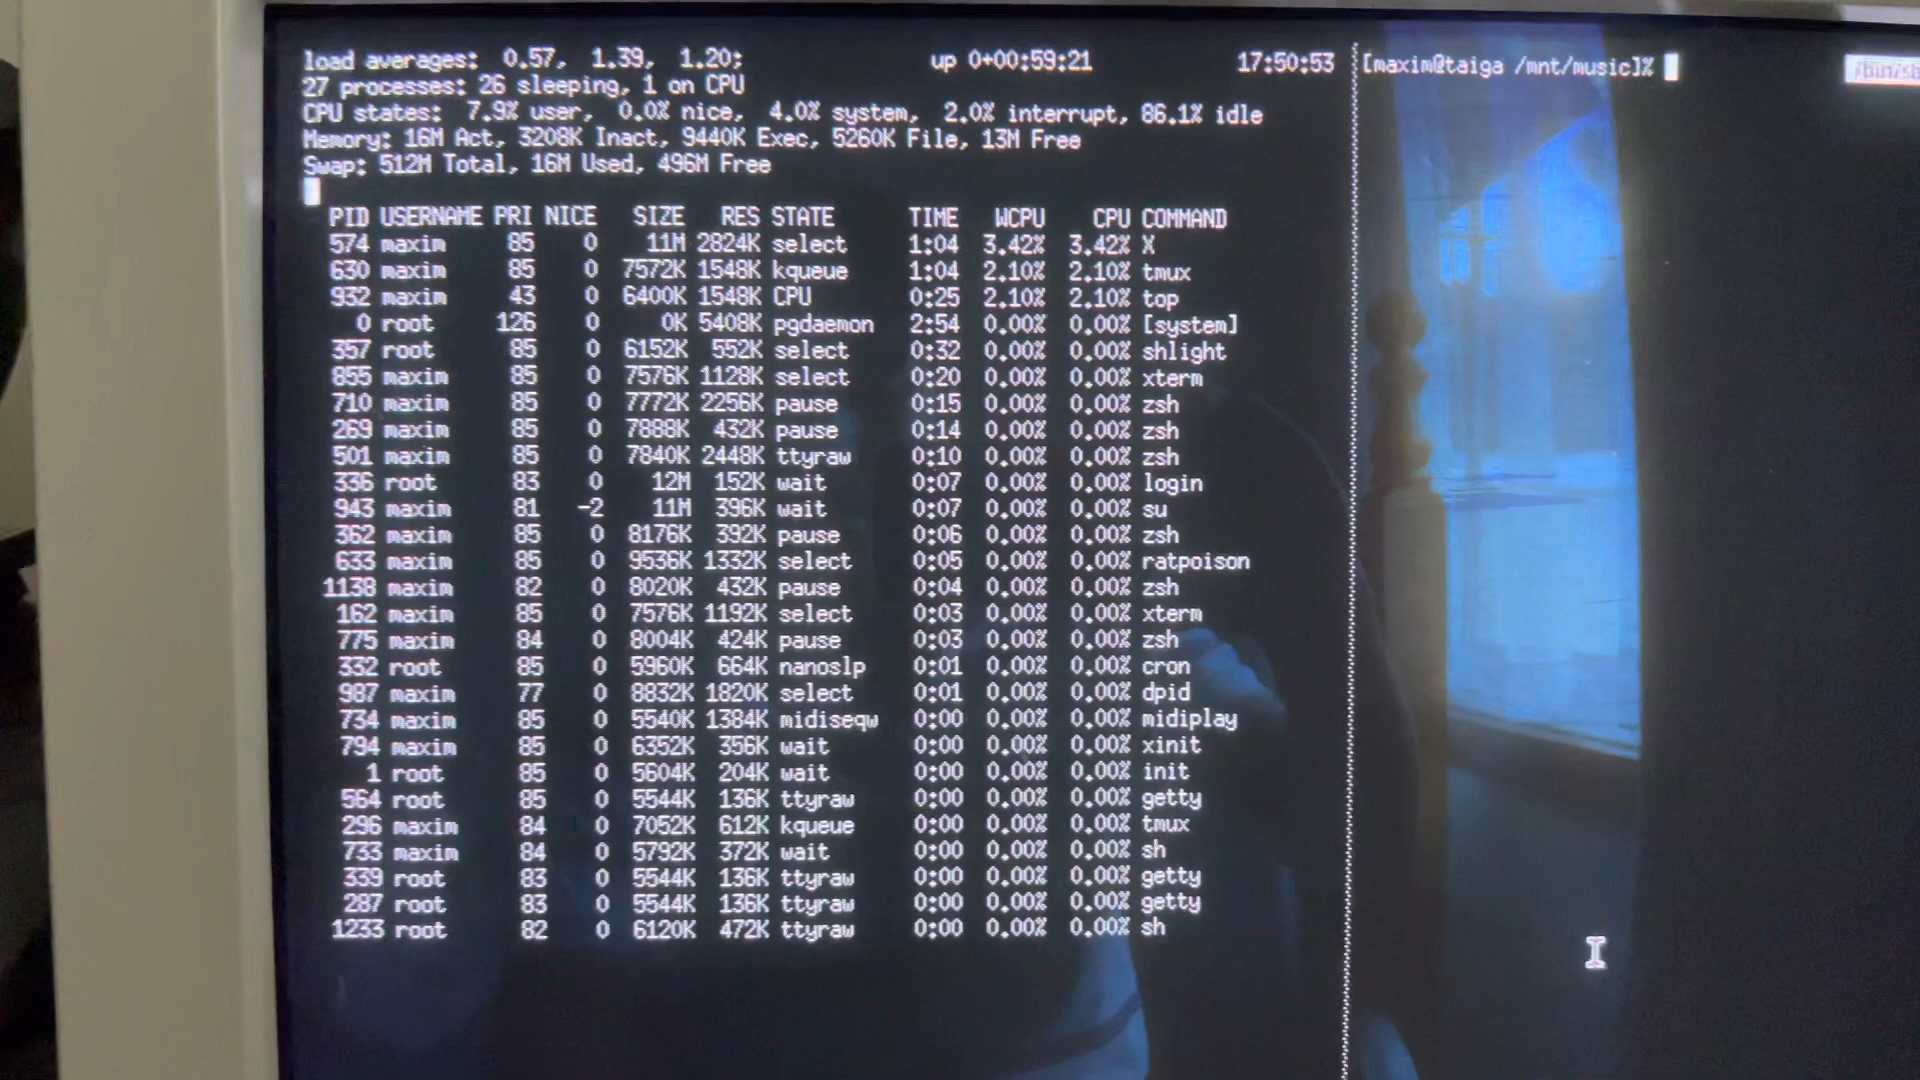 load averages:  0.57,  1.39,  1.20;               up 0+00:59:21            17:50:53
27 processes: 26 sleeping, 1 on CPU
CPU states:  7.9% user,  0.0% nice,  4.0% system,  2.0% interrupt, 86.1% idle
Memory: 16M Act, 3208K Inact, 9440K Exec, 5260K File, 13M Free
Swap: 512M Total, 16M Used, 496M Free
PID USERNAME PRI NICE   SIZE   RES STATE      TIME   WCPU    CPU COMMAND
574 maxim     85    0    11M 2824K select     1:04  3.42%  3.42% X
630 maxim     85    0  7572K 1548K kqueue     1:04  2.10%  2.10% tmux
932 maxim     43    0  6400K 1548K CPU        0:25  2.10%  2.10% top
0 root     126    0     0K 5408K pgdaemon   2:54  0.00%  0.00% [system]
357 root      85    0  6152K  552K select     0:32  0.00%  0.00% shlight
855 maxim     85    0  7576K 1128K select     0:20  0.00%  0.00% xterm
710 maxim     85    0  7772K 2256K pause      0:15  0.00%  0.00% zsh
269 maxim     85    0  7888K  432K pause      0:14  0.00%  0.00% zsh
501 maxim     85    0  7840K 2448K ttyraw     0:10  0.00%  0.00% zsh
336 root      83    0    12M  152K wait       0:07  0.00%  0.00% login
943 maxim     81   -2    11M  396K wait       0:07  0.00%  0.00% su
362 maxim     85    0  8176K  392K pause      0:06  0.00%  0.00% zsh
633 maxim     85    0  9536K 1332K select     0:05  0.00%  0.00% ratpoison
1138 maxim     82    0  8020K  432K pause      0:04  0.00%  0.00% zsh
162 maxim     85    0  7576K 1192K select     0:03  0.00%  0.00% xterm
775 maxim     84    0  8004K  424K pause      0:03  0.00%  0.00% zsh
332 root      85    0  5960K  664K nanoslp    0:01  0.00%  0.00% cron
987 maxim     77    0  8832K 1820K select     0:01  0.00%  0.00% dpid
734 maxim     85    0  5540K 1384K midiseqw   0:00  0.00%  0.00% midiplay
794 maxim     85    0  6352K  356K wait       0:00  0.00%  0.00% xinit
1 root      85    0  5604K  204K wait       0:00  0.00%  0.00% init
564 root      85    0  5544K  136K ttyraw     0:00  0.00%  0.00% getty
296 maxim     84    0  7052K  612K kqueue     0:00  0.00%  0.00% tmux
733 maxim     84    0  5792K  372K wait       0:00  0.00%  0.00% sh
339 root      83    0  5544K  136K ttyraw     0:00  0.00%  0.00% getty
287 root      83    0  5544K  136K ttyraw     0:00  0.00%  0.00% getty
1233 root      82    0  6120K  472K ttyraw     0:00  0.00%  0.00% sh
[maxim@taiga /mnt/music]%